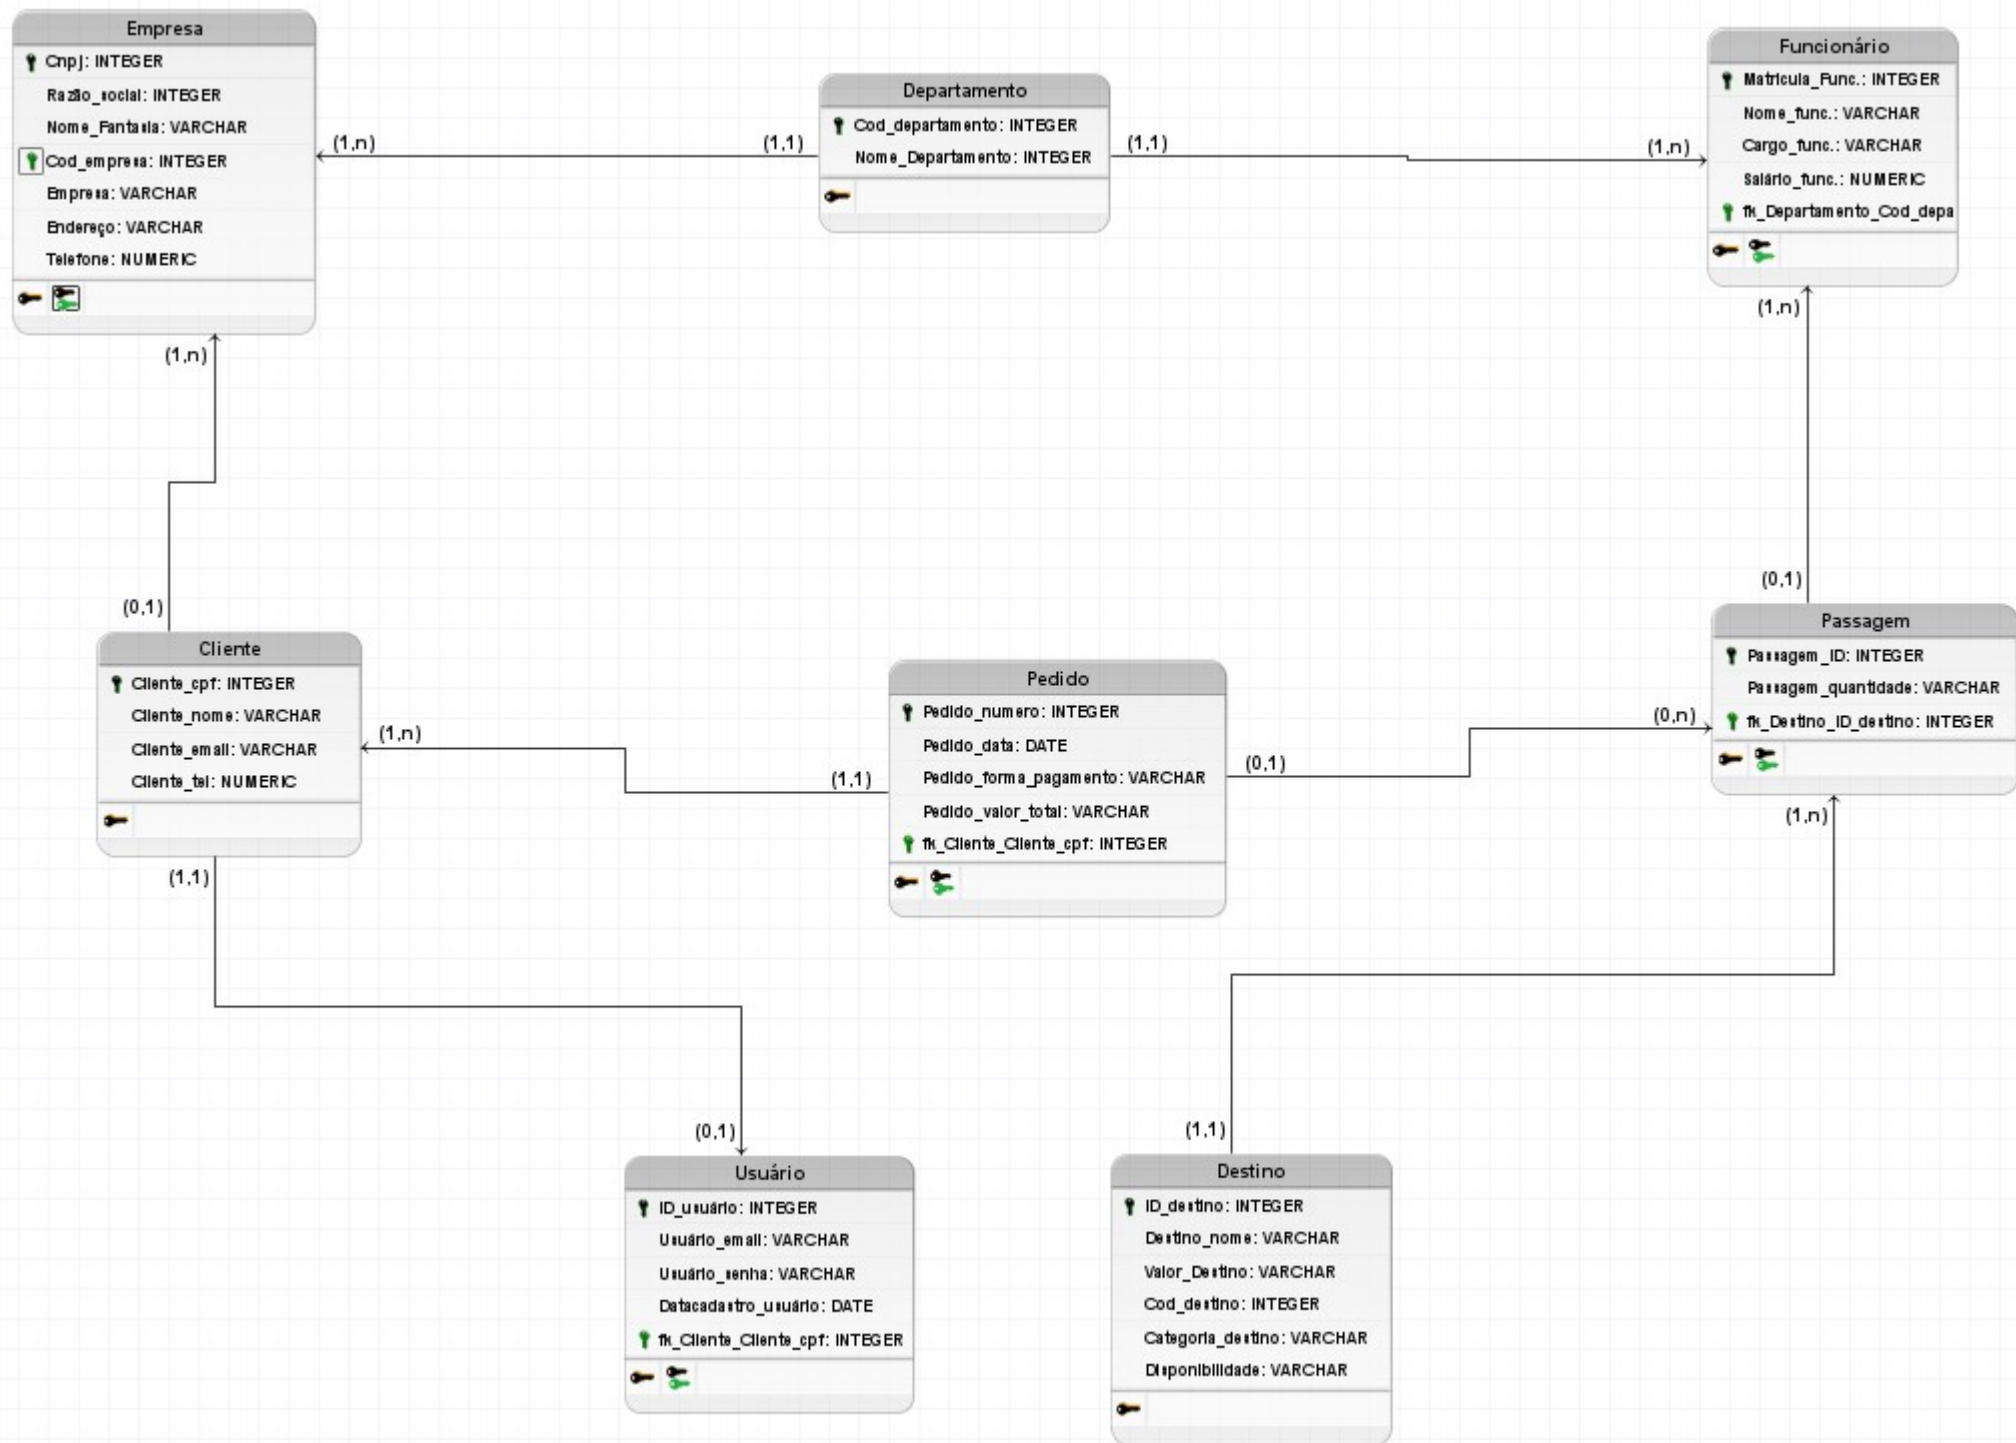 Empresa
Cnpj: INTEGER
Razão_social: INTEGER
Nome_Fantasia: VARCHAR
Cod_empresa: INTEGER
Empresa: VARCHAR
Endereço: VARCHAR
Telefone: NUMERIC
(1,n)
(1,1)
Departamento
Cod_departamento: INTEGER
Nome_Departamento: INTEGER
(1,1)
(1,n)
Funcionário
Matricula_Func.: INTEGER
Nome_func.: VARCHAR
Cargo_func.: VARCHAR
Salário_func.: NUMERIC
fk_Departamento_Cod_depa
(1,n)
(0,1)
(1,n)
(0,1)
Cliente
Cliente_cpf: INTEGER
Cliente_nome: VARCHAR
Cliente_email: VARCHAR
Cliente_tel: NUMERIC
(1,n)
(1,1)
Pedido
Pedido_numero: INTEGER
Pedido_data: DATE
Pedido_forma_pagamento: VARCHAR
Pedido_valor_total: VARCHAR
fk_Cliente_Cliente_cpf: INTEGER
(0,1)
(0,n)
Passagem
Passagem_ID: INTEGER
Passagem_quantidade: VARCHAR
fk_Destino_ID_destino: INTEGER
(1,n)
(1,1)
(1,1)
(0,1)
Usuário
ID_usuário: INTEGER
Usuário_email: VARCHAR
Usuário_senha: VARCHAR
Datacadastro_usuário: DATE
fk_Cliente_Cliente_cpf: INTEGER
Destino
ID_destino: INTEGER
Destino_nome: VARCHAR
Valor_Destino: VARCHAR
Cod_destino: INTEGER
Categoria_destino: VARCHAR
Disponibilidade: VARCHAR